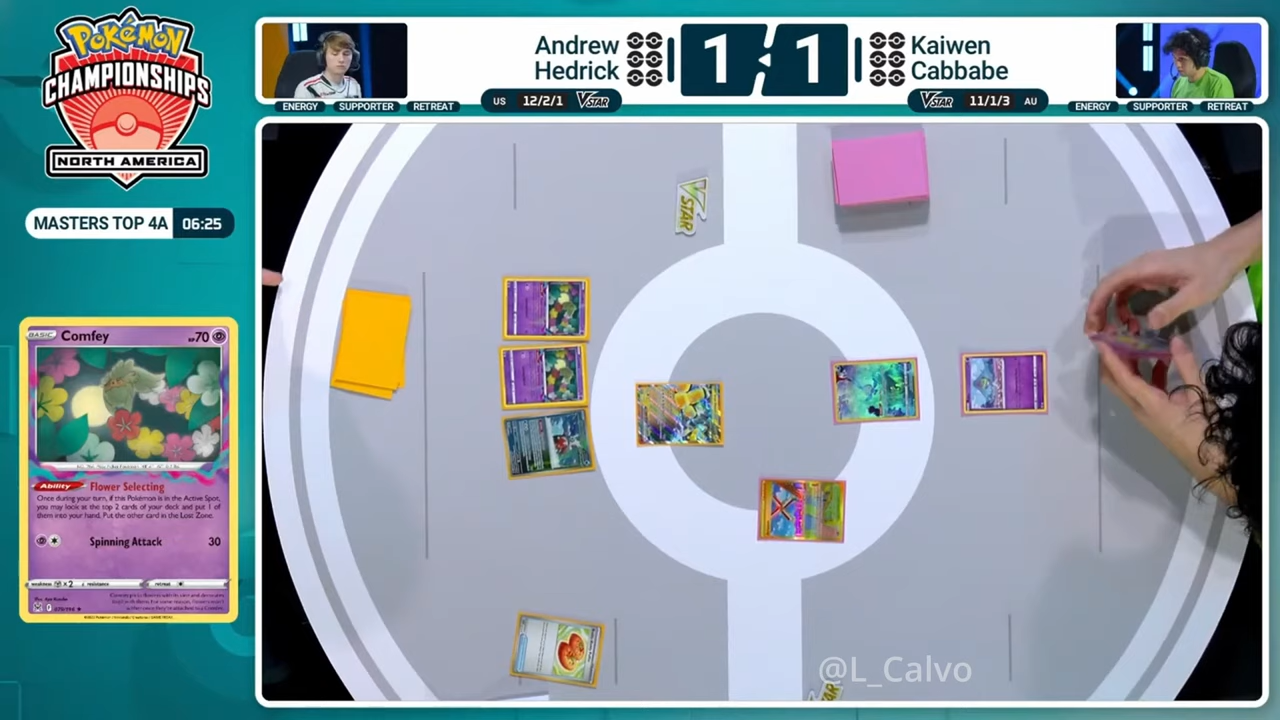 Pokémon
CHAMPIONSHIPS
NORTH AMERICA
MASTERS TOP 4A
06:25
Andrew
Hedrick
1
1
Kaiwen
Cabbabe
US
12/2/1
VSTAR
VSTAR
11/1/3
AU
ENERGY
SUPPORTER
RETREAT
ENERGY
SUPPORTER
RETREAT
BASIC
Comfey
HP70
Ability
Flower Selecting
Once during your turn, if this Pokémon is in the Active Spot,
you may look at the top 2 cards of your deck and put 1 of
them into your hand. Put the other card in the Lost Zone.
Spinning Attack
30
weakness
x2
resistance
retreat
VSTAR
@L_Calvo